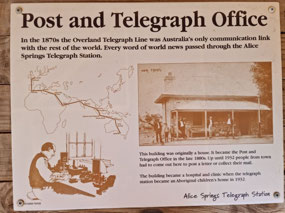 Post and Telegraph Office
In the 1870s the Overland Telegraph Line was Australia's only communication link
with the rest of the world. Every word of world news passed through the Alice
Springs Telegraph Station.
This building was originally a house. It became the Post and
Telegraph Office in the late 1880s. Up until 1932 people from town
had to come out here to post a letter or collect their mail.
The building became a hospital and clinic when the telegraph
station became an Aboriginal children's home in 1932.
Alice Springs Telegraph Station